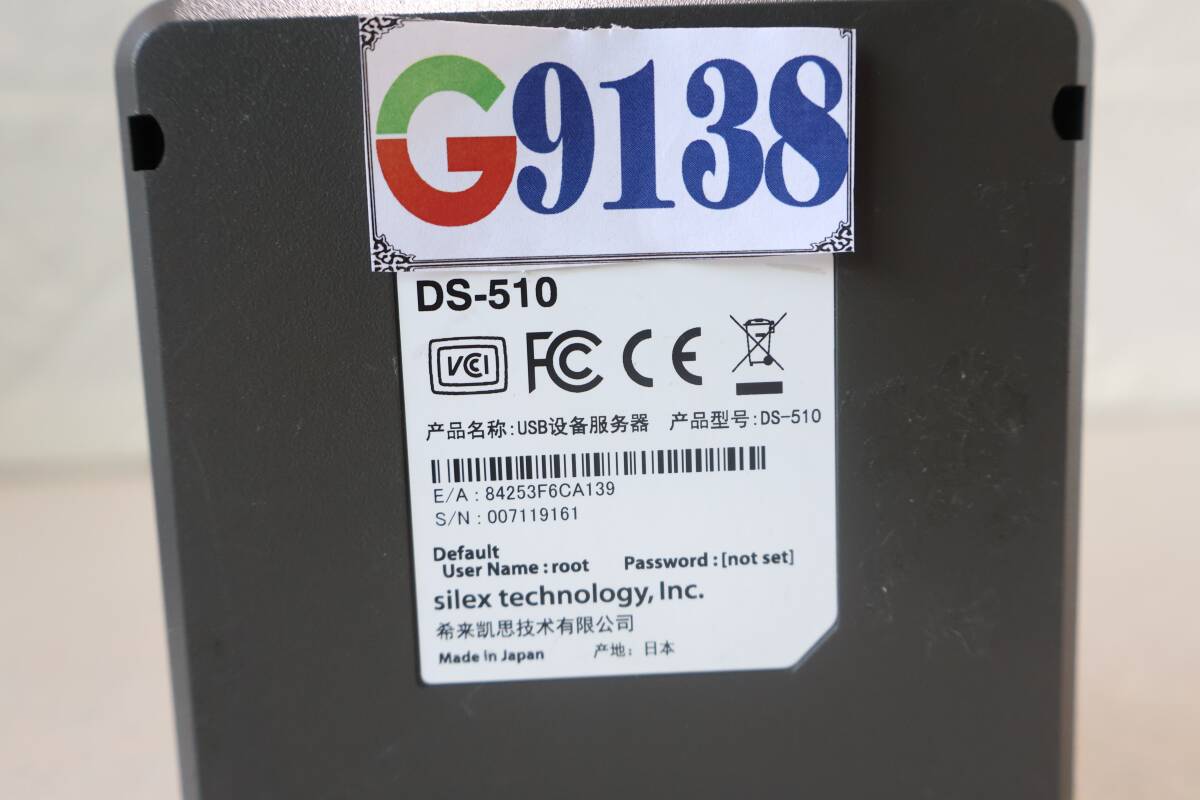 G9138
DS-510
VCI FC CE
产品名称:USB设备服务器 产品型号:DS-510
E/A : 84253F6CA139
S/N : 007119161
Default
User Name : root Password : [not set]
silex technology, Inc.
希来凯思技术有限公司
Made in Japan 产地: 日本